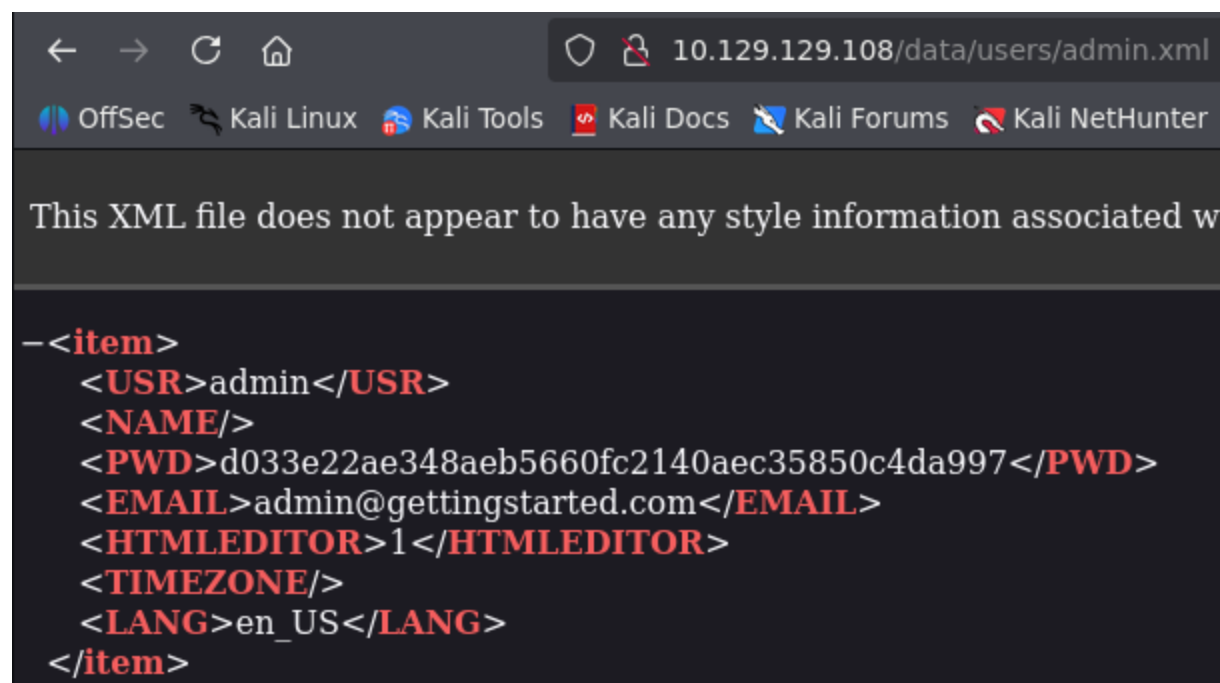 10.129.129.108/data/users/admin.xml
OffSec Kali Linux Kali Tools Kali Docs Kali Forums Kali NetHunter
This XML file does not appear to have any style information associated w
−<item>
<USR>admin</USR>
<NAME/>
<PWD>d033e22ae348aeb5660fc2140aec35850c4da997</PWD>
<EMAIL>admin@gettingstarted.com</EMAIL>
<HTMLEDITOR>1</HTMLEDITOR>
<TIMEZONE/>
<LANG>en_US</LANG>
</item>